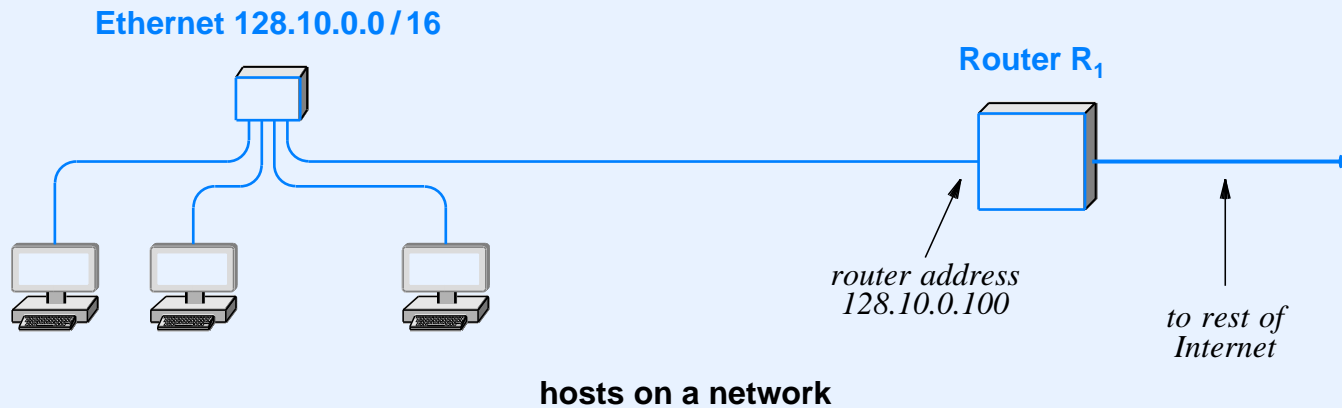 Ethernet 128.10.0.0 / 16
Router R1
router address
128.10.0.100
to rest of
Internet
hosts on a network